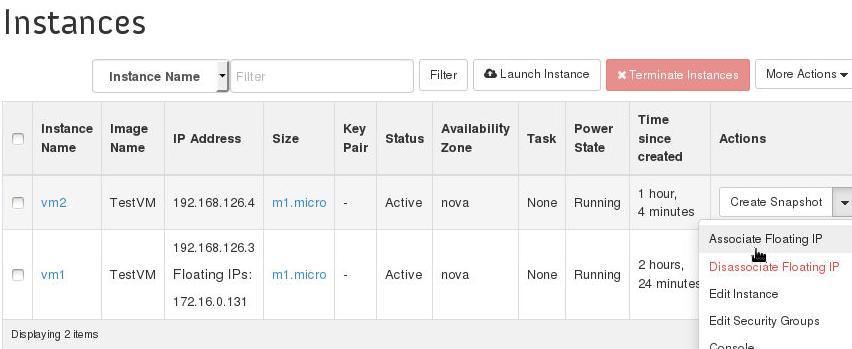 Instances
Instance Name Filter Filter Launch Instance Terminate Instances More Actions
Instance Name Image Name IP Address Size Key Pair Status Availability Zone Task Power State Time since created Actions
vm2 TestVM 192.168.126.4 m1.micro - Active nova None Running 1 hour, 4 minutes Create Snapshot
Associate Floating IP
Disassociate Floating IP
Edit Instance
Edit Security Groups
Console
vm1 TestVM 192.168.126.3 Floating IPs: 172.16.0.131 m1.micro - Active nova None Running 2 hours, 24 minutes
Displaying 2 items